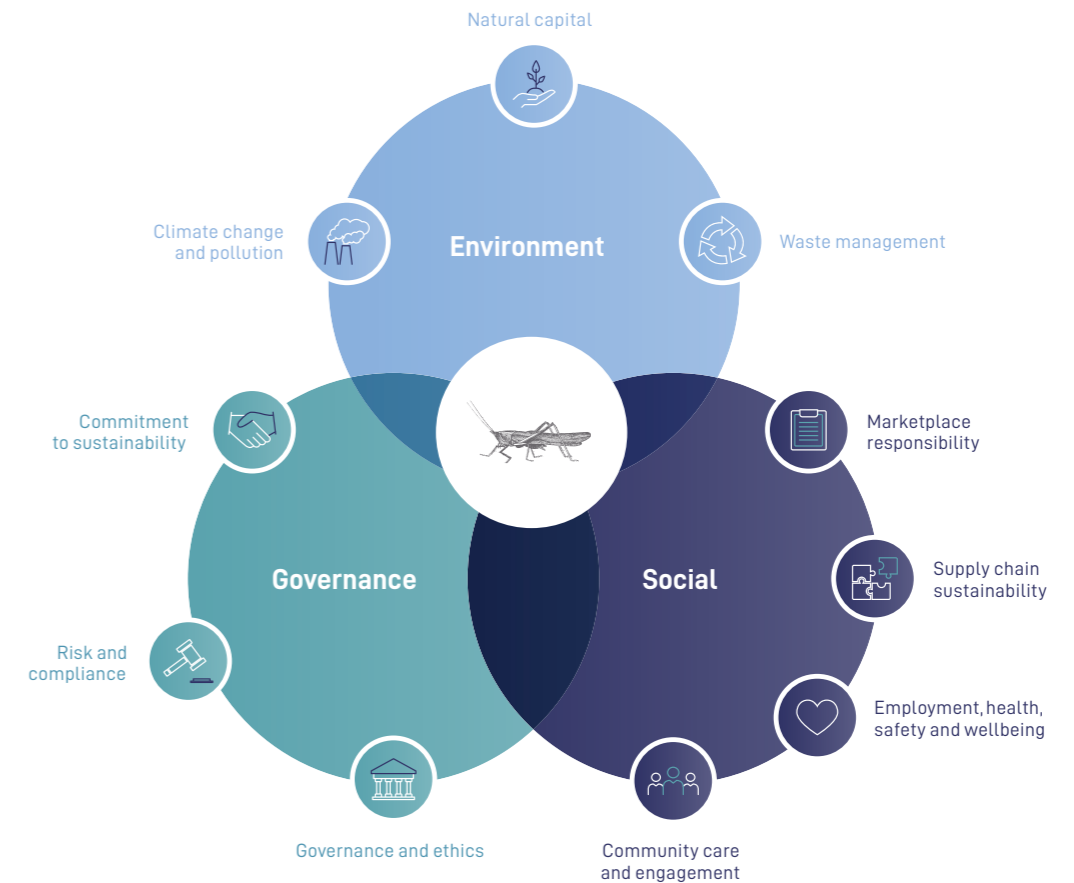 Natural capital
Climate change
and pollution
Environment
Waste management
Commitment
to sustainability
Marketplace
responsibility
Governance
Social
Supply chain
sustainability
Risk and
compliance
Employment, health,
safety and wellbeing
Governance and ethics
Community care
and engagement